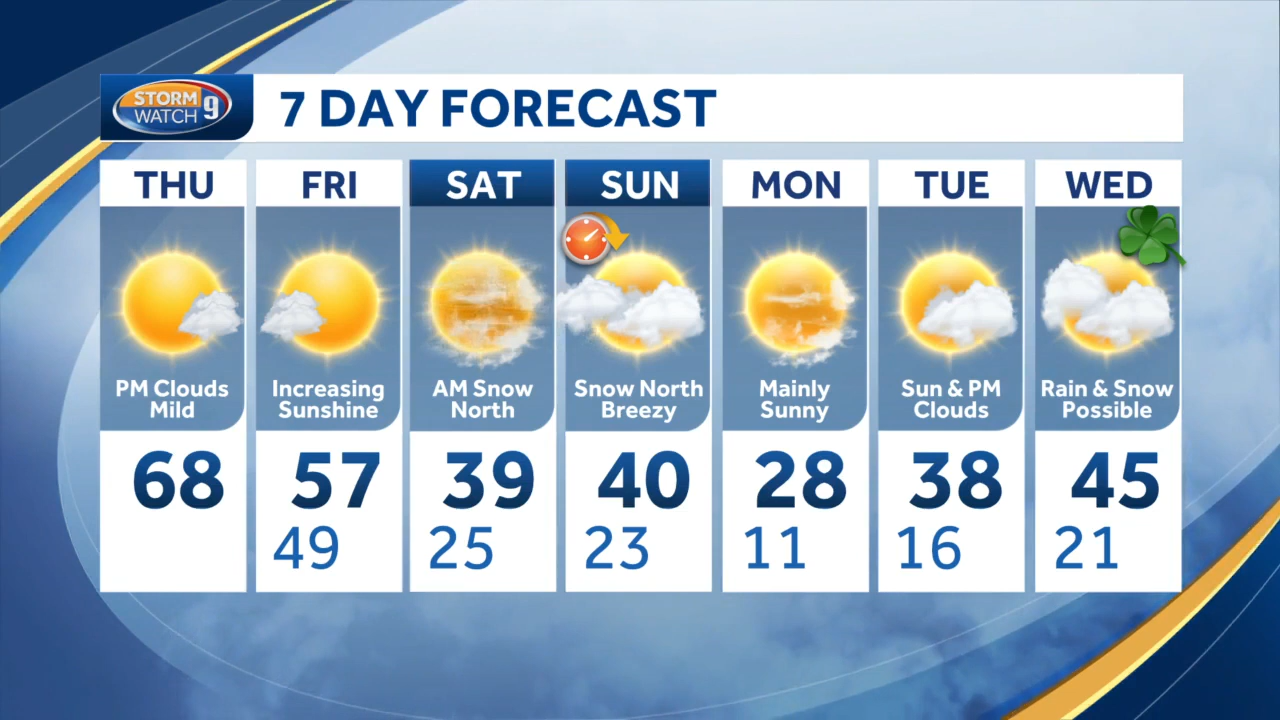 STORM
WATCH 9
7 DAY FORECAST
THU
PM Clouds
Mild
68
FRI
Increasing
Sunshine
57
49
SAT
AM Snow
North
39
25
SUN
Snow North
Breezy
40
23
MON
Mainly
Sunny
28
11
TUE
Sun & PM
Clouds
38
16
WED
Rain & Snow
Possible
45
21